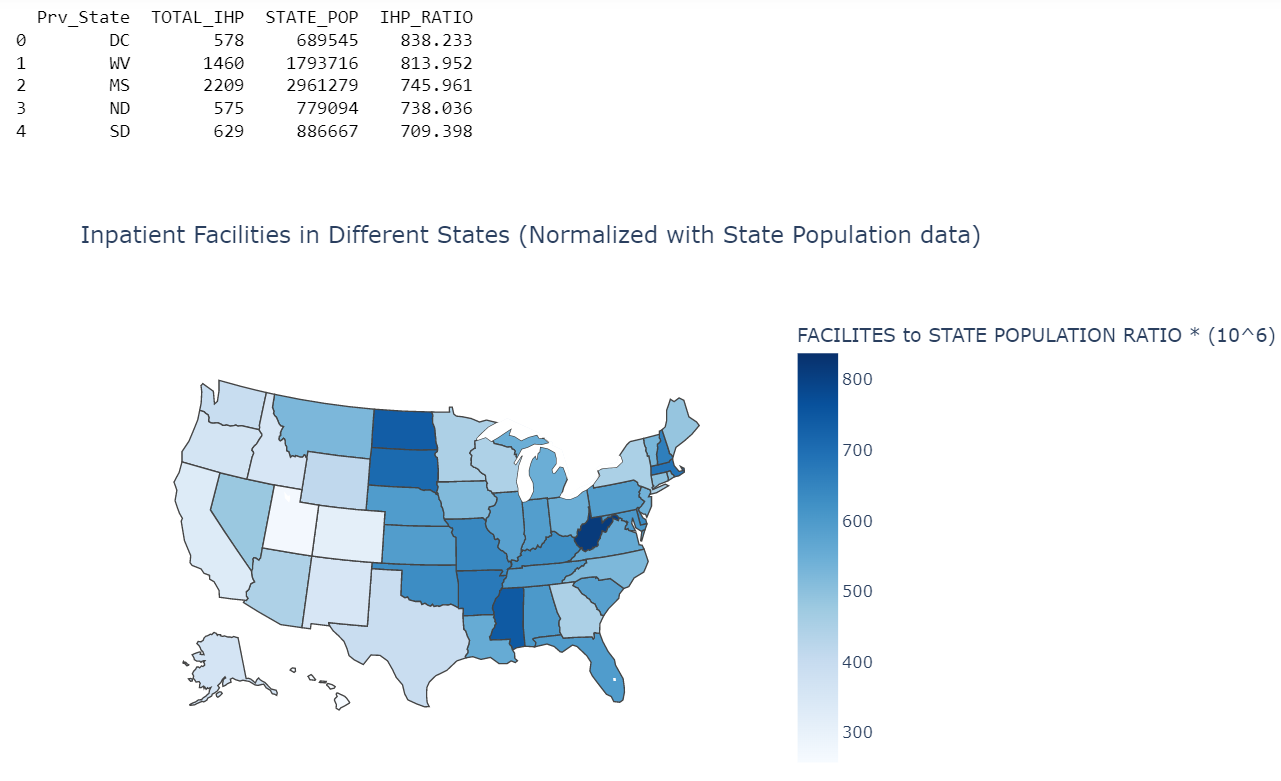 Prv_State TOTAL_IHP STATE_POP IHP_RATIO
0 DC 578 689545 838.233
1 WV 1460 1793716 813.952
2 MS 2209 2961279 745.961
3 ND 575 779094 738.036
4 SD 629 886667 709.398
Inpatient Facilities in Different States (Normalized with State Population data)
FACILITES to STATE POPULATION RATIO * (10^6)
800
700
600
500
400
300